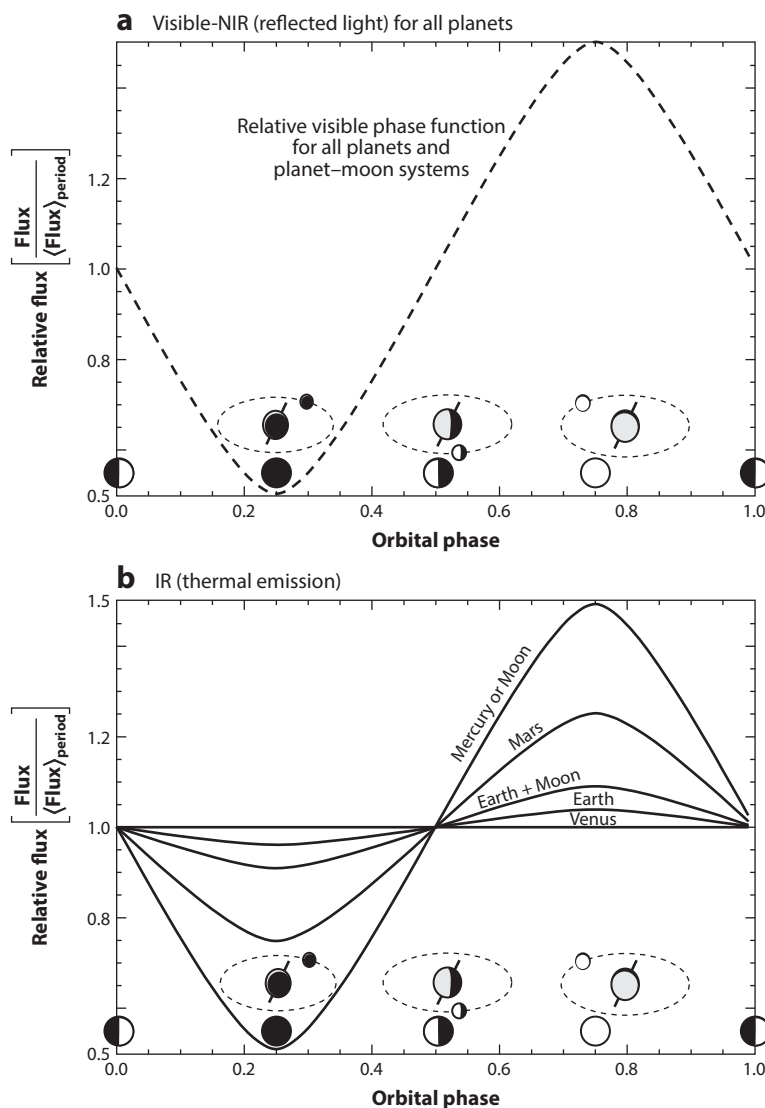 a Visible-NIR (reflected light) for all planets
Relative visible phase function
for all planets and
planet–moon systems
Relative flux [ Flux / ⟨Flux⟩period ]
1.2
1.0
0.8
0.5
0.0 0.2 0.4 0.6 0.8 1.0
Orbital phase
b IR (thermal emission)
Relative flux [ Flux / ⟨Flux⟩period ]
1.5
1.2
1.0
0.8
0.5
Mercury or Moon
Mars
Earth + Moon
Earth
Venus
0.0 0.2 0.4 0.6 0.8 1.0
Orbital phase